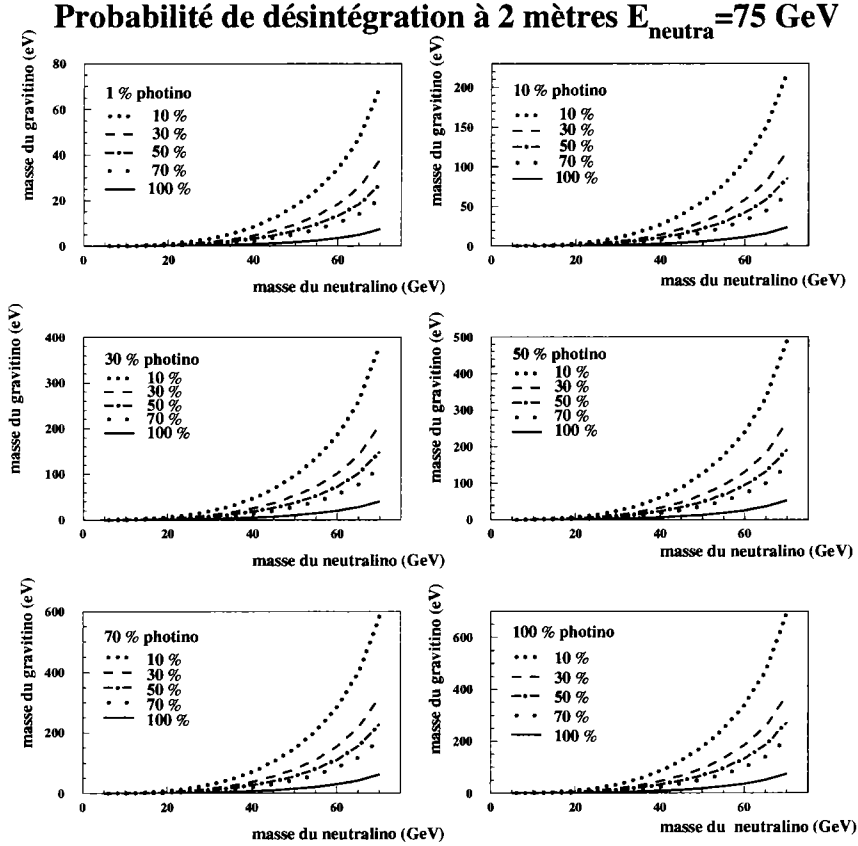 Probabilité de désintégration à 2 mètres E_neutra=75 GeV
masse du gravitino (eV)
80
60
40
20
0
1 % photino
10 %
30 %
50 %
70 %
100 %
0 20 40 60
masse du neutralino (GeV)
masse du gravitino (eV)
200
150
100
50
0
10 % photino
10 %
30 %
50 %
70 %
100 %
0 20 40 60
mass du neutralino (GeV)
masse du gravitino (eV)
400
300
200
100
0
30 % photino
10 %
30 %
50 %
70 %
100 %
0 20 40 60
masse du neutralino (GeV)
masse du gravitino (eV)
500
400
300
200
100
0
50 % photino
10 %
30 %
50 %
70 %
100 %
0 20 40 60
masse du neutralino (GeV)
masse du gravitino (eV)
600
400
200
0
70 % photino
10 %
30 %
50 %
70 %
100 %
0 20 40 60
masse du neutralino (GeV)
masse du gravitino (eV)
600
400
200
0
100 % photino
10 %
30 %
50 %
70 %
100 %
0 20 40 60
masse du neutralino (GeV)